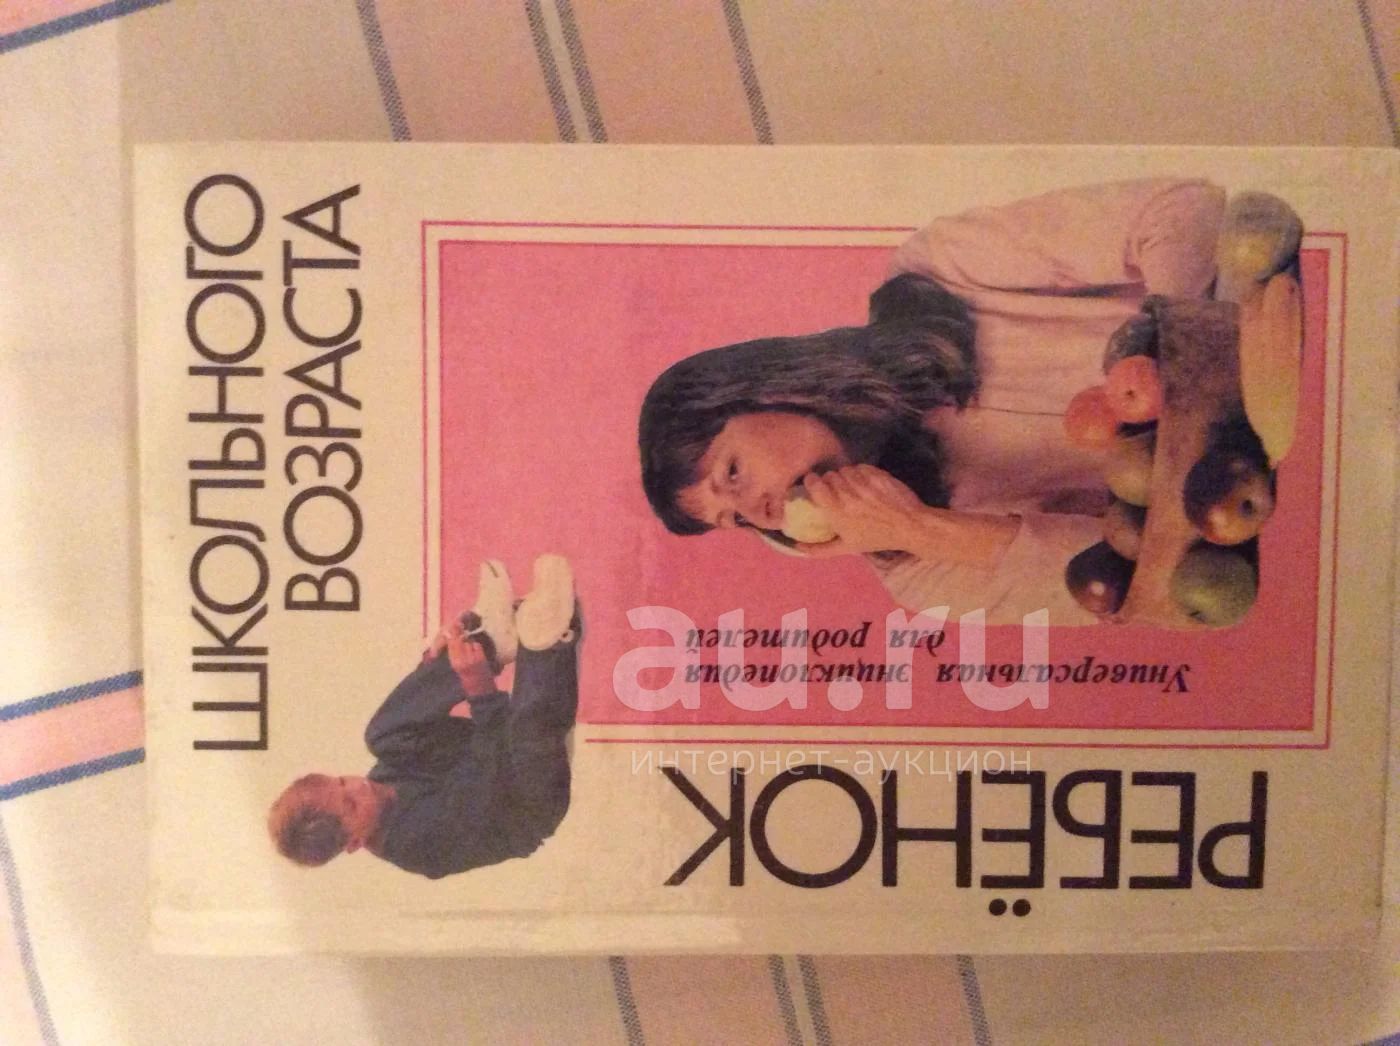 РЕБЁНОК
ШКОЛЬНОГО
ВОЗРАСТА
Универсальная энциклопедия
для родителей
au.ru
интернет-аукцион